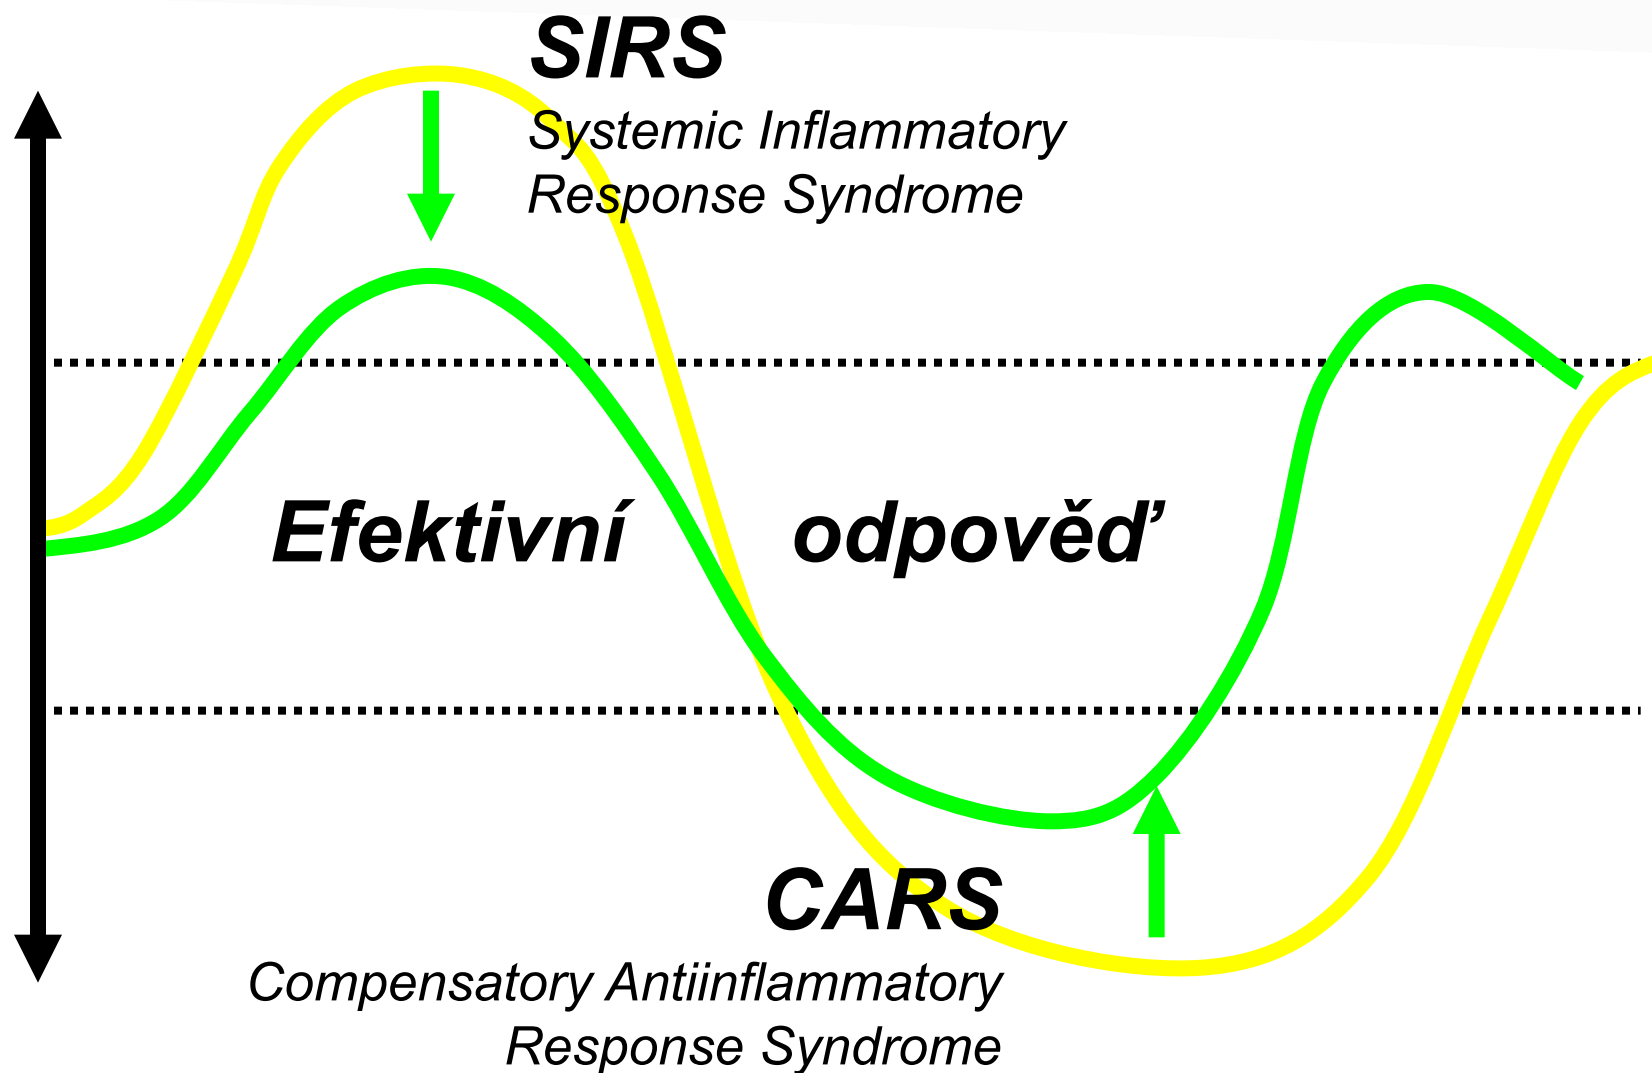 SIRS
Systemic Inflammatory
Response Syndrome
Efektivní odpověď
CARS
Compensatory Antiinflammatory
Response Syndrome